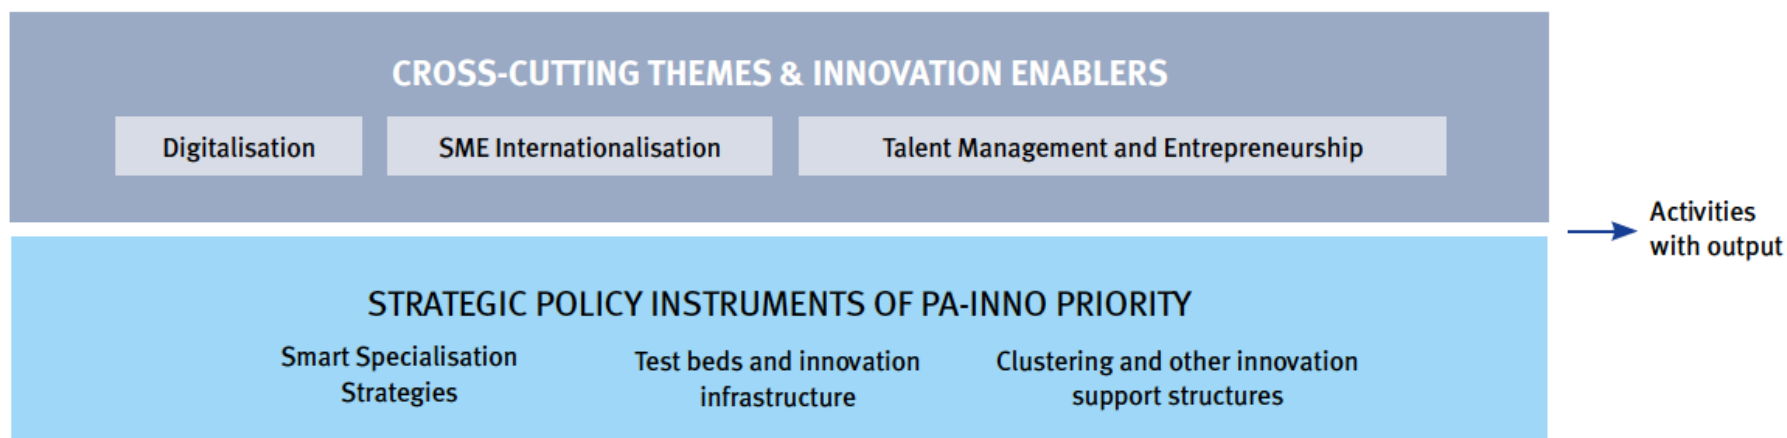 CROSS-CUTTING THEMES & INNOVATION ENABLERS
Digitalisation
SME Internationalisation
Talent Management and Entrepreneurship
Activities
with output
STRATEGIC POLICY INSTRUMENTS OF PA-INNO PRIORITY
Smart Specialisation
Strategies
Test beds and innovation
infrastructure
Clustering and other innovation
support structures